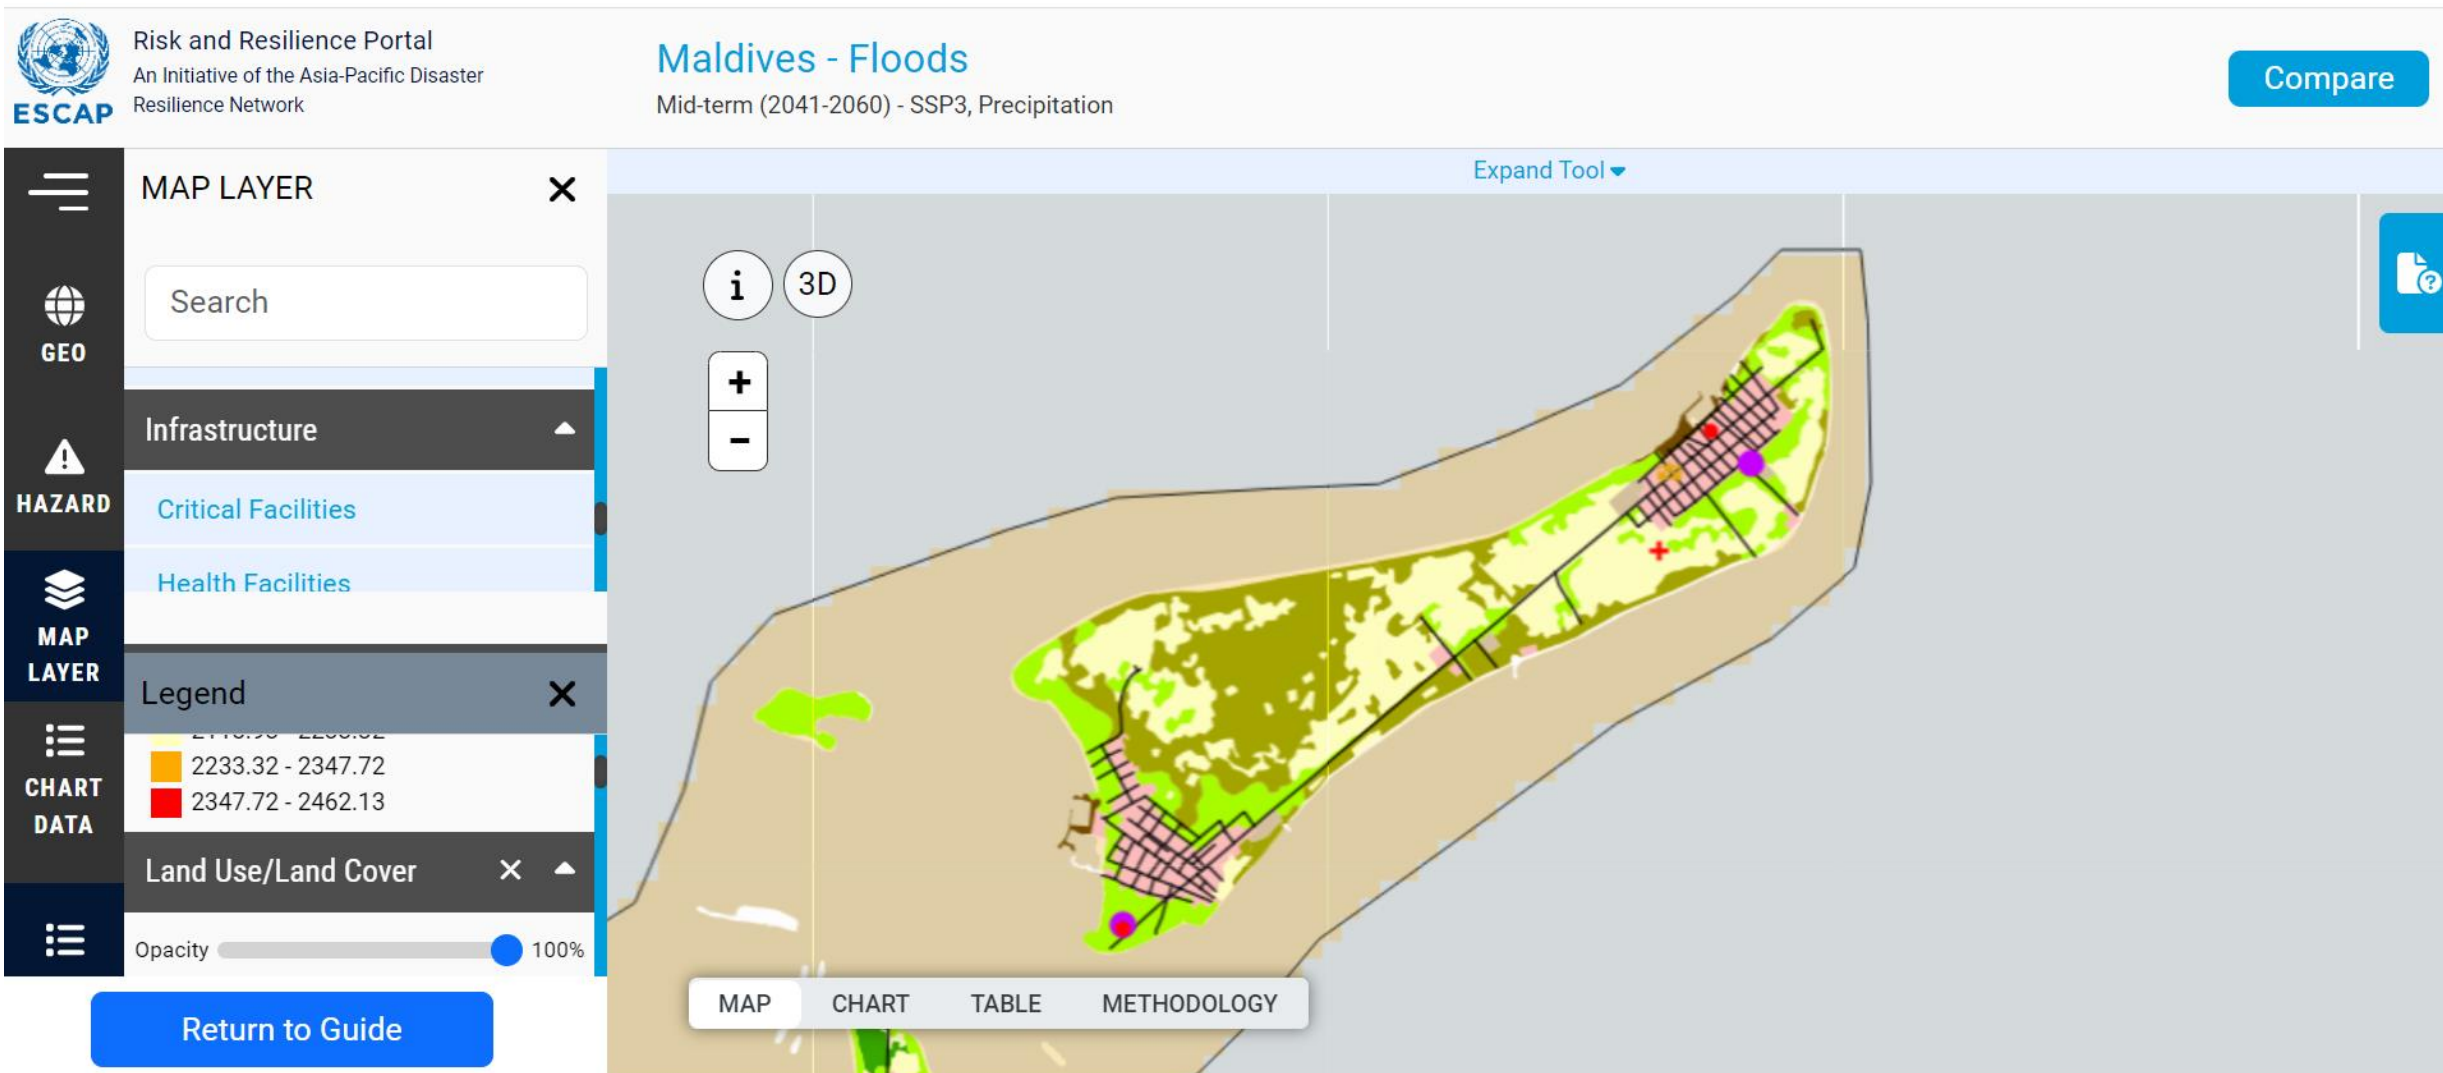 ESCAP
Risk and Resilience Portal
An Initiative of the Asia-Pacific Disaster
Resilience Network
Maldives - Floods
Mid-term (2041-2060) - SSP3, Precipitation
Compare
Expand Tool
GEO
HAZARD
MAP
LAYER
CHART
DATA
MAP LAYER
Search
Infrastructure
Critical Facilities
Health Facilities
Legend
2233.32 - 2347.72
2347.72 - 2462.13
Land Use/Land Cover
Opacity 100%
Return to Guide
i 3D
+
-
MAP CHART TABLE METHODOLOGY